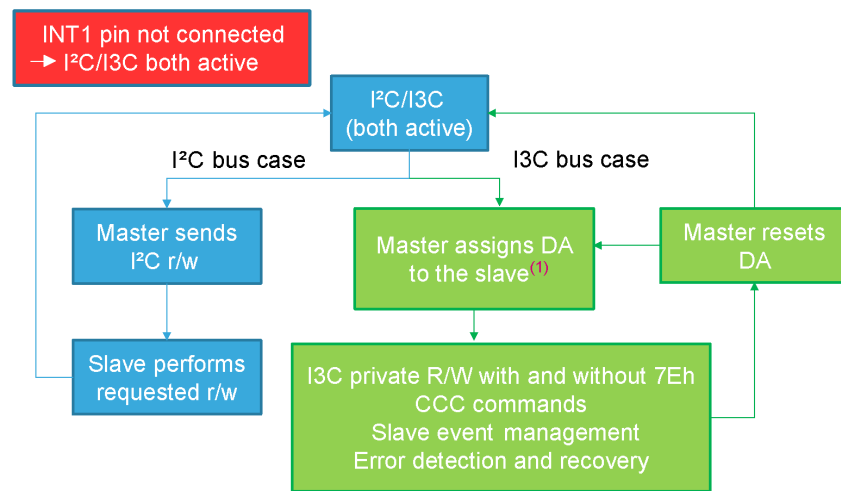 INT1 pin not connected
→ I²C/I3C both active
I²C/I3C
(both active)
I²C bus case
I3C bus case
Master sends
I²C r/w
Master assigns DA
to the slave(1)
Master resets
DA
Slave performs
requested r/w
I3C private R/W with and without 7Eh
CCC commands
Slave event management
Error detection and recovery